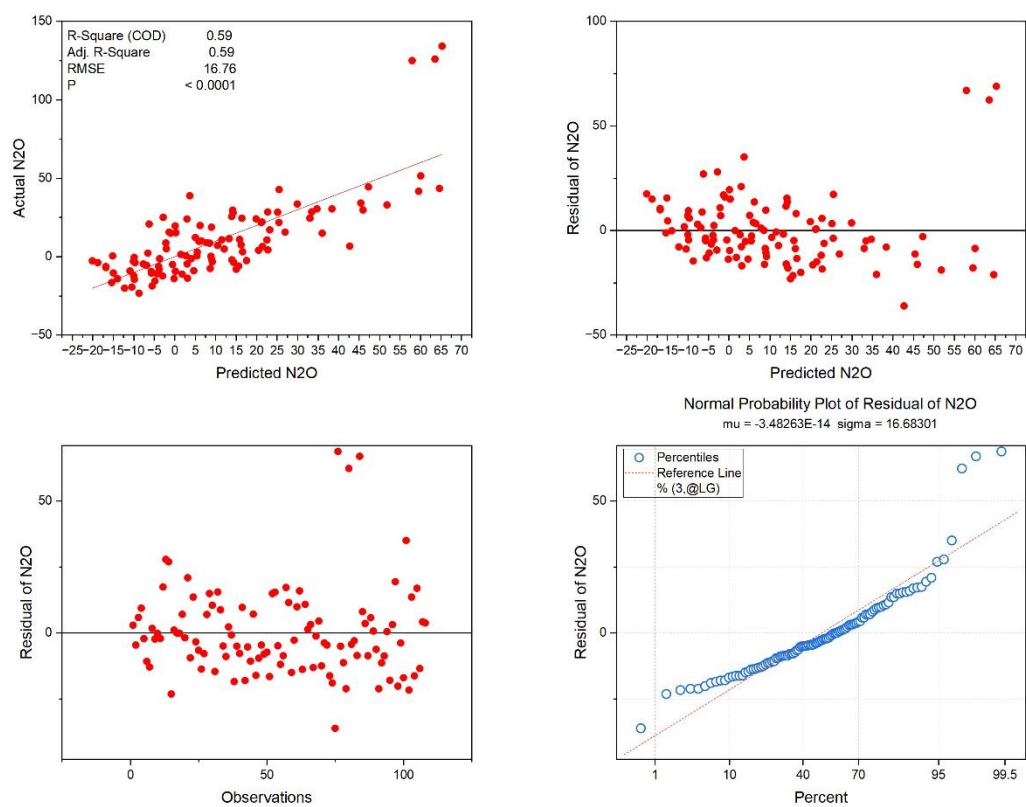 150
100
50
0
−50
Actual N2O
R-Square (COD) 0.59
Adj. R-Square 0.59
RMSE 16.76
P < 0.0001
−25 −20 −15 −10 −5 0 5 10 15 20 25 30 35 40 45 50 55 60 65 70
Predicted N2O
100
50
0
−50
Residual of N2O
−25 −20 −15 −10 −5 0 5 10 15 20 25 30 35 40 45 50 55 60 65 70
Predicted N2O
50
0
Residual of N2O
0 50 100
Observations
Normal Probability Plot of Residual of N2O
mu = -3.48263E-14 sigma = 16.68301
Percentiles
Reference Line
% (3,@LG)
50
0
Residual of N2O
1 10 40 70 95 99.5
Percent